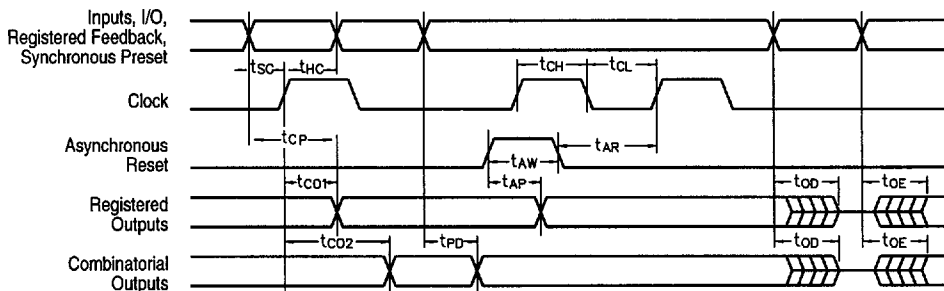 Inputs, I/O,
Registered Feedback,
Synchronous Preset
tSC tHC tCH tCL
Clock
tCP
Asynchronous
Reset
tAW tAR
tCO1 tAP tOD tOE
Registered
Outputs
tCO2 tPD tOD tOE
Combinatorial
Outputs